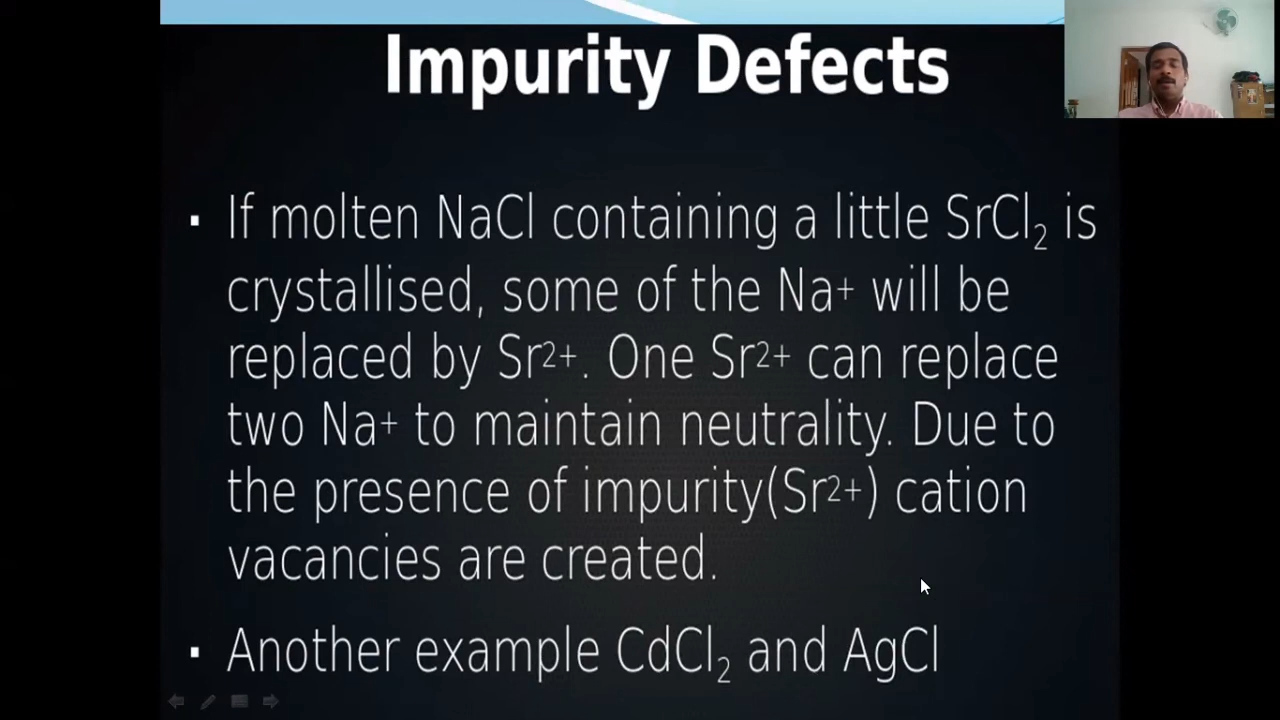 Impurity Defects
▪ If molten NaCl containing a little SrCl₂ is
crystallised, some of the Na⁺ will be
replaced by Sr²⁺. One Sr²⁺ can replace
two Na⁺ to maintain neutrality. Due to
the presence of impurity(Sr²⁺) cation
vacancies are created.
▪ Another example CdCl₂ and AgCl